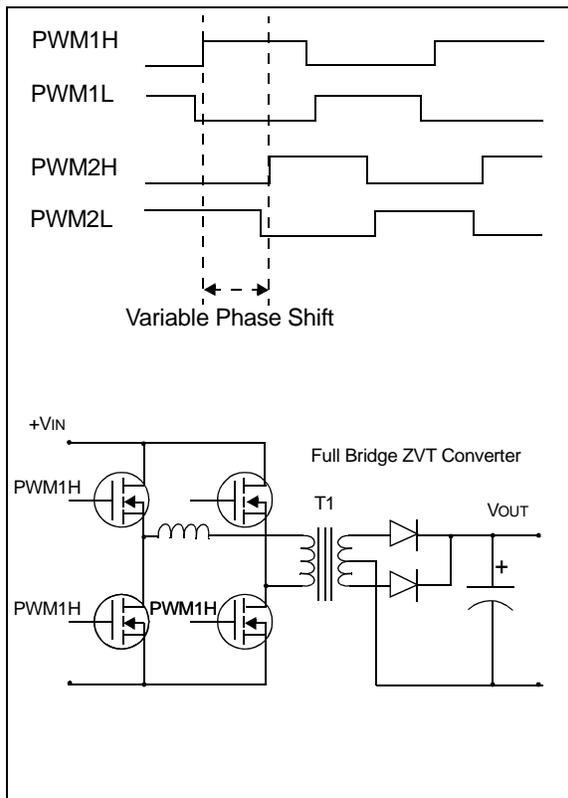 PWM1H
PWM1L
PWM2H
PWM2L
Variable Phase Shift
+VIN
Full Bridge ZVT Converter
PWM1H
T1
VOUT
+
PWM1H
PWM1H